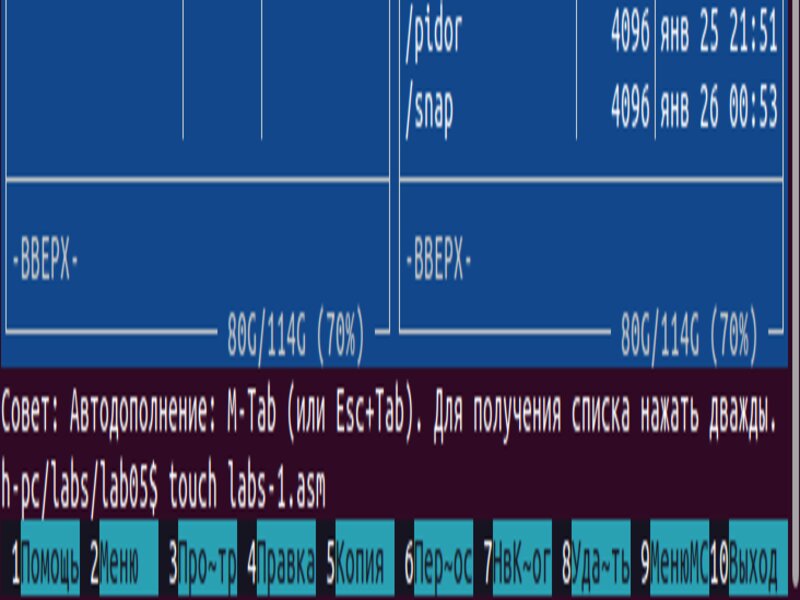 /pidor 4096 янв 25 21:51
/snap 4096 янв 26 00:53
-ВВЕРХ- -ВВЕРХ-
80G/114G (70%) 80G/114G (70%)
Совет: Автодополнение: M-Tab (или Esc+Tab). Для получения списка нажать дважды.
h-pc/labs/lab05$ touch labs-1.asm
1Помощь 2Меню 3Про~тр 4Правка 5Копия 6Пер~ос 7НвК~ог 8Уда~ть 9МенюMC 10Выход